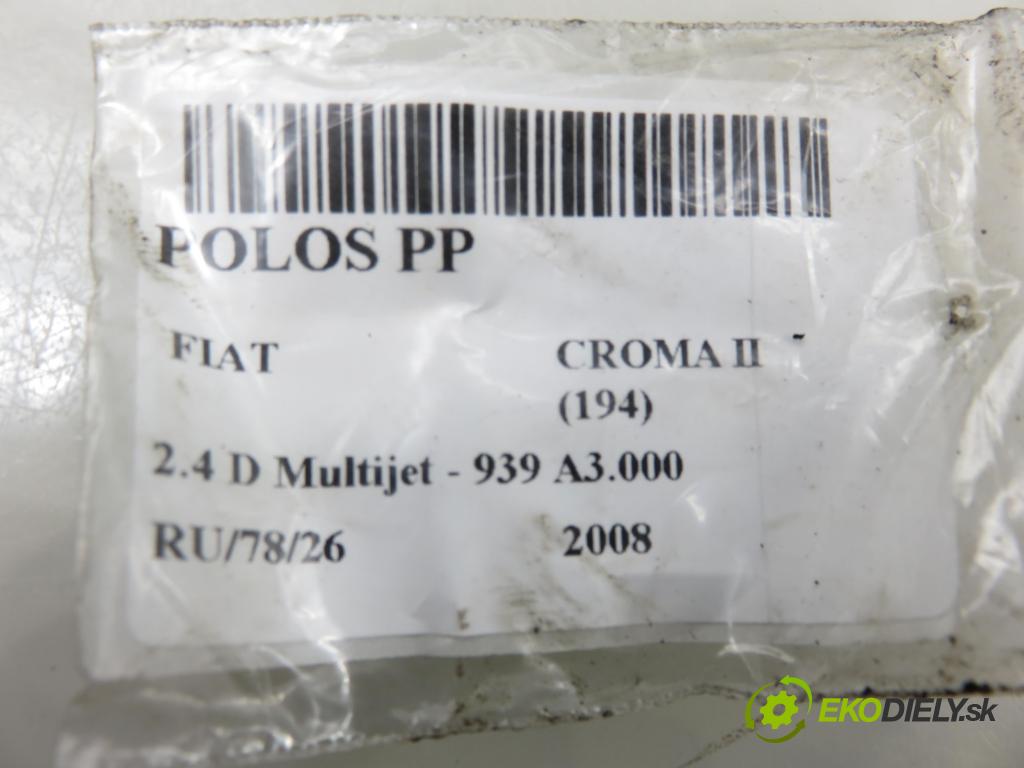 POLOS PP
FIAT CROMA II
(194)
2.4 D Multijet - 939 A3.000
RU/78/26 2008
EKODIELY.sk